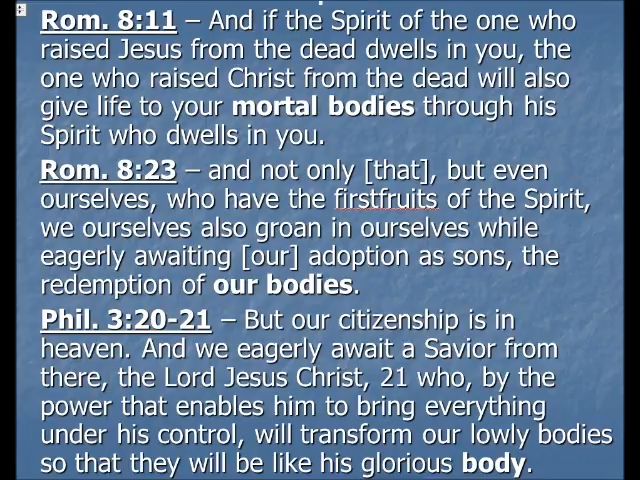 Rom. 8:11 – And if the Spirit of the one who
raised Jesus from the dead dwells in you, the
one who raised Christ from the dead will also
give life to your mortal bodies through his
Spirit who dwells in you.
Rom. 8:23 – and not only [that], but even
ourselves, who have the firstfruits of the Spirit,
we ourselves also groan in ourselves while
eagerly awaiting [our] adoption as sons, the
redemption of our bodies.
Phil. 3:20-21 – But our citizenship is in
heaven. And we eagerly await a Savior from
there, the Lord Jesus Christ, 21 who, by the
power that enables him to bring everything
under his control, will transform our lowly bodies
so that they will be like his glorious body.